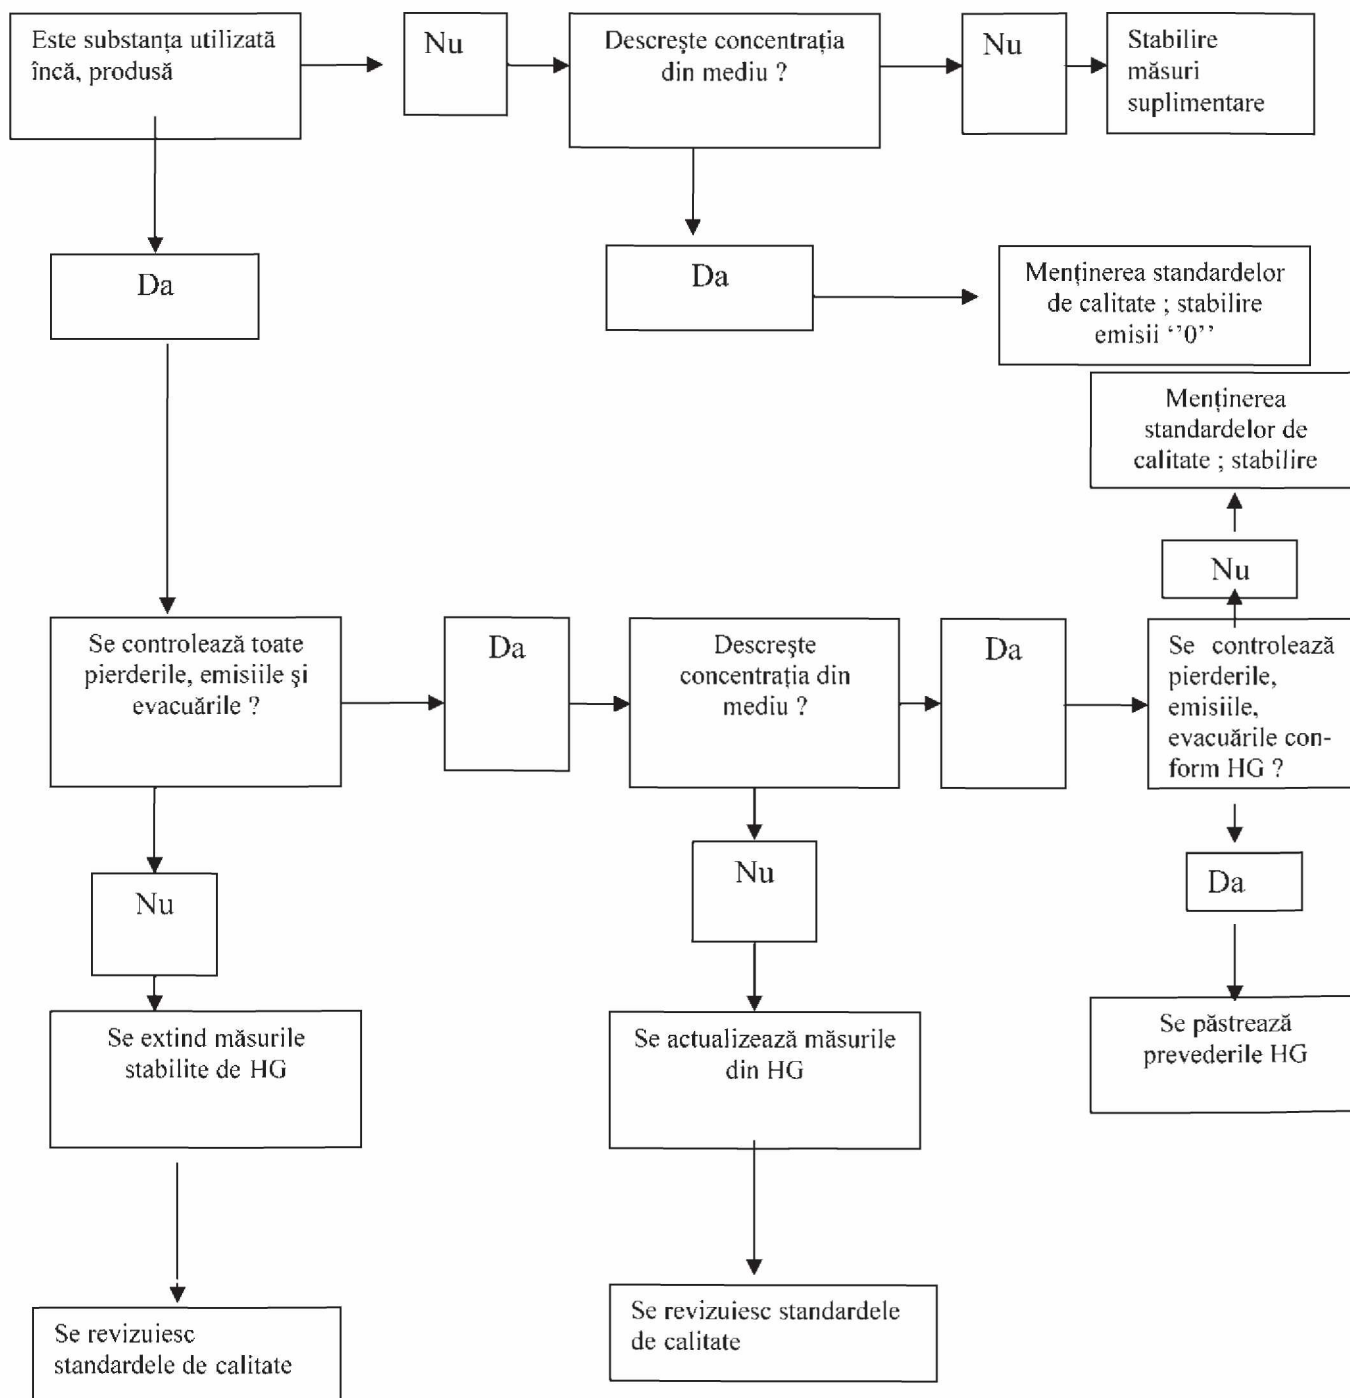 Este substanța utilizată
încă, produsă
Nu
Descrește concentrația
din mediu ?
Nu
Stabilire
măsuri
suplimentare
Da
Da
Menținerea standardelor
de calitate ; stabilire
emisii ‘’0’’
Menținerea
standardelor de
calitate ; stabilire
Nu
Se controlează toate
pierderile, emisiile şi
evacuările ?
Da
Descreşte
concentrația din
mediu ?
Da
Se controlează
pierderile,
emisiile,
evacuările con-
form HG ?
Nu
Nu
Da
Se extind măsurile
stabilite de HG
Se actualizează măsurile
din HG
Se păstrează
prevederile HG
Se revizuiesc
standardele de calitate
Se revizuiesc standardele
de calitate